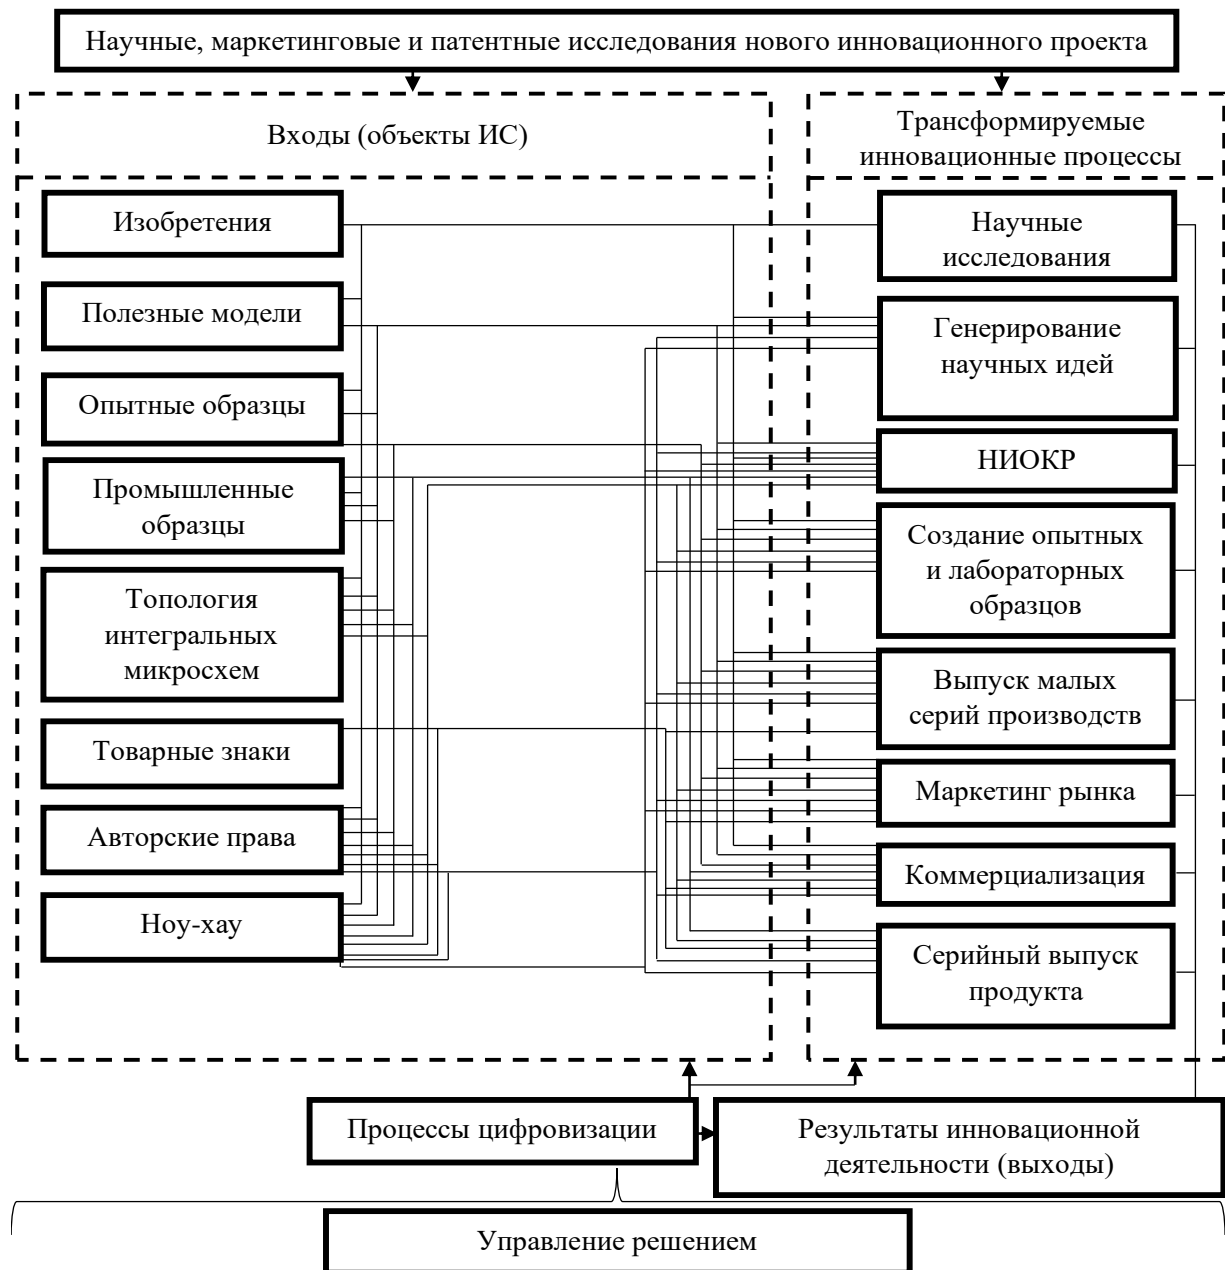 Научные, маркетинговые и патентные исследования нового инновационного проекта
Входы (объекты ИС)
Изобретения
Полезные модели
Опытные образцы
Промышленные
образцы
Топология
интегральных
микросхем
Товарные знаки
Авторские права
Ноу-хау
Трансформируемые
инновационные процессы
Научные
исследования
Генерирование
научных идей
НИОКР
Создание опытных
и лабораторных
образцов
Выпуск малых
серий производств
Маркетинг рынка
Коммерциализация
Серийный выпуск
продукта
Процессы цифровизации
Результаты инновационной
деятельности (выходы)
Управление решением